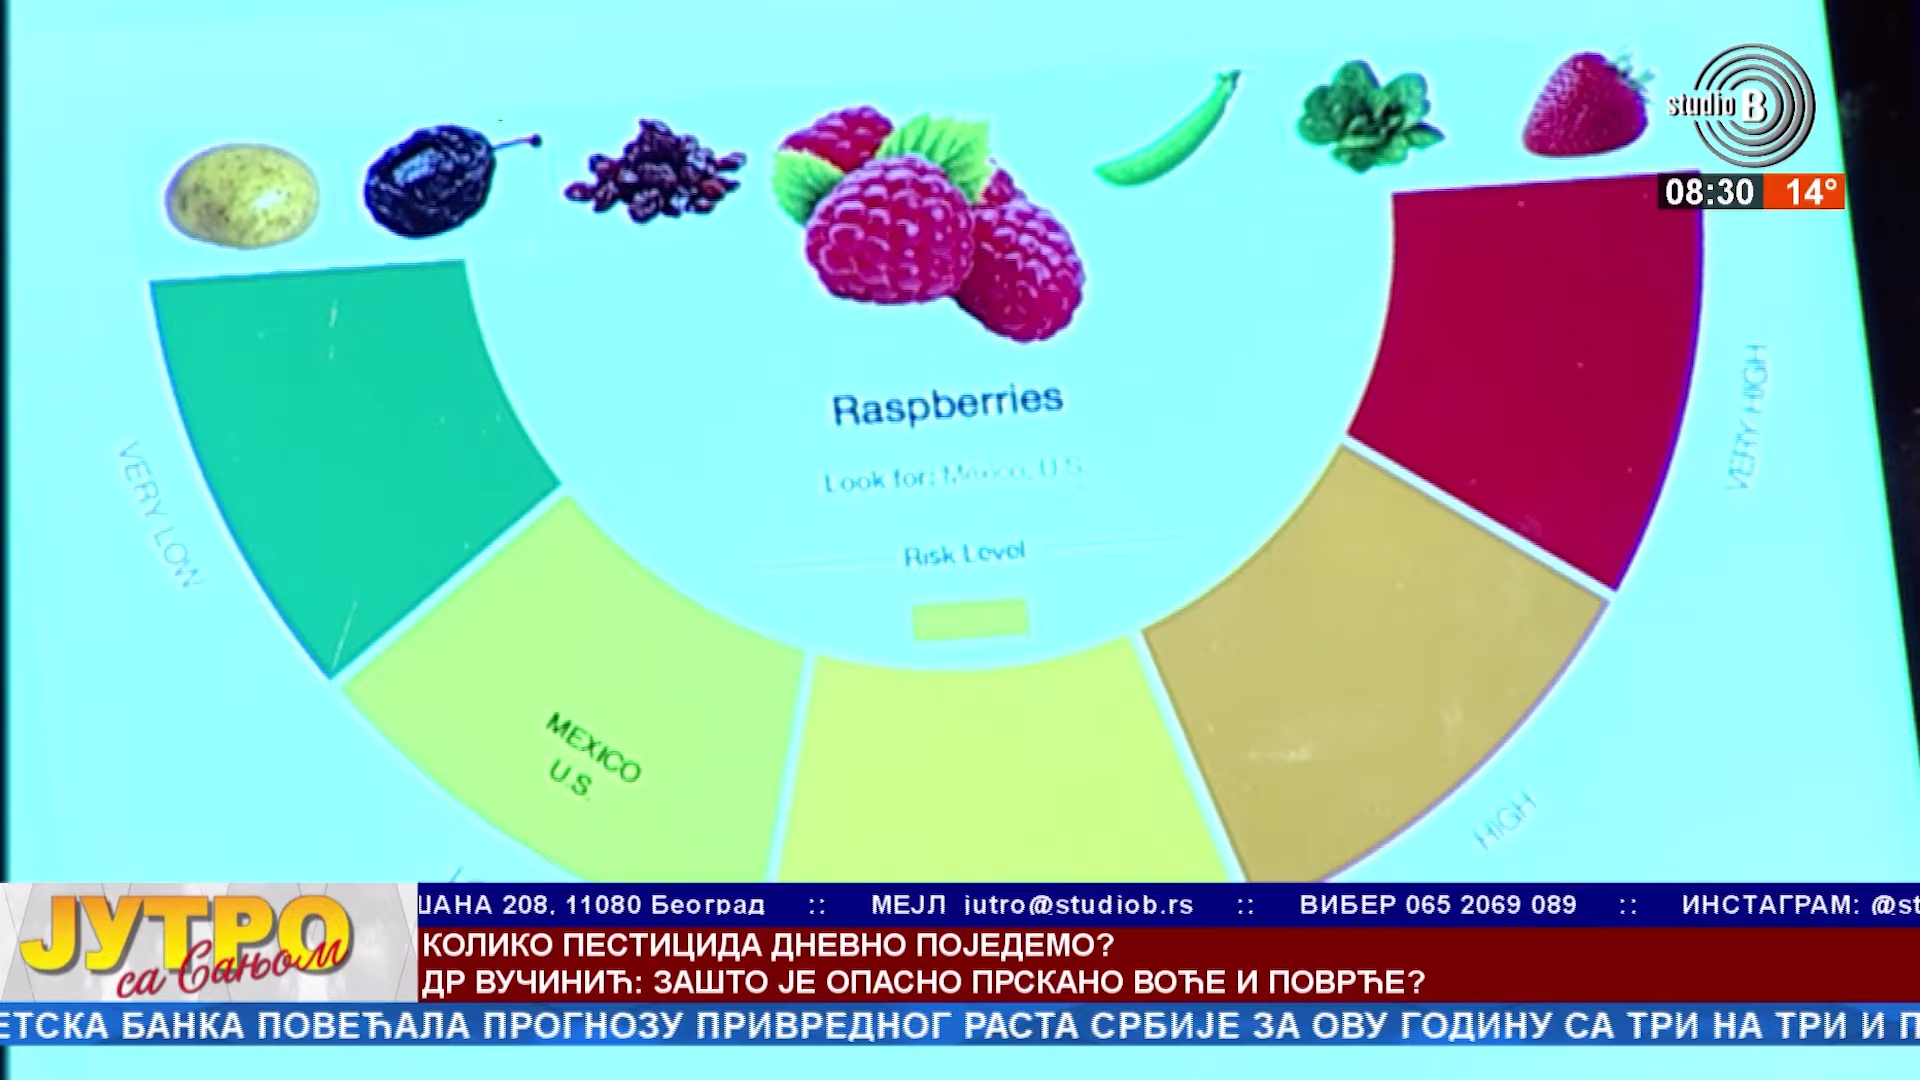 studio B
08:30 14°
Raspberries
Look for: Mexico, U.S.
Risk Level
VERY LOW
MEXICO
U.S.
HIGH
VERY HIGH
208, 11080 Београд :: МЕЈЛ jutro@studiob.rs :: ВИБЕР 065 2069 089 :: ИНСТАГРАМ:
ЈУТРО
са Сањом
КОЛИКО ПЕСТИЦИДА ДНЕВНО ПОЈЕДЕМО?
ДР ВУЧИНИЋ: ЗАШТО ЈЕ ОПАСНО ПРСКАНО ВОЋЕ И ПОВРЋЕ?
ЕТСКА БАНКА ПОВЕЋАЛА ПРОГНОЗУ ПРИВРЕДНОГ РАСТА СРБИЈЕ ЗА ОВУ ГОДИНУ СА ТРИ НА ТРИ И П